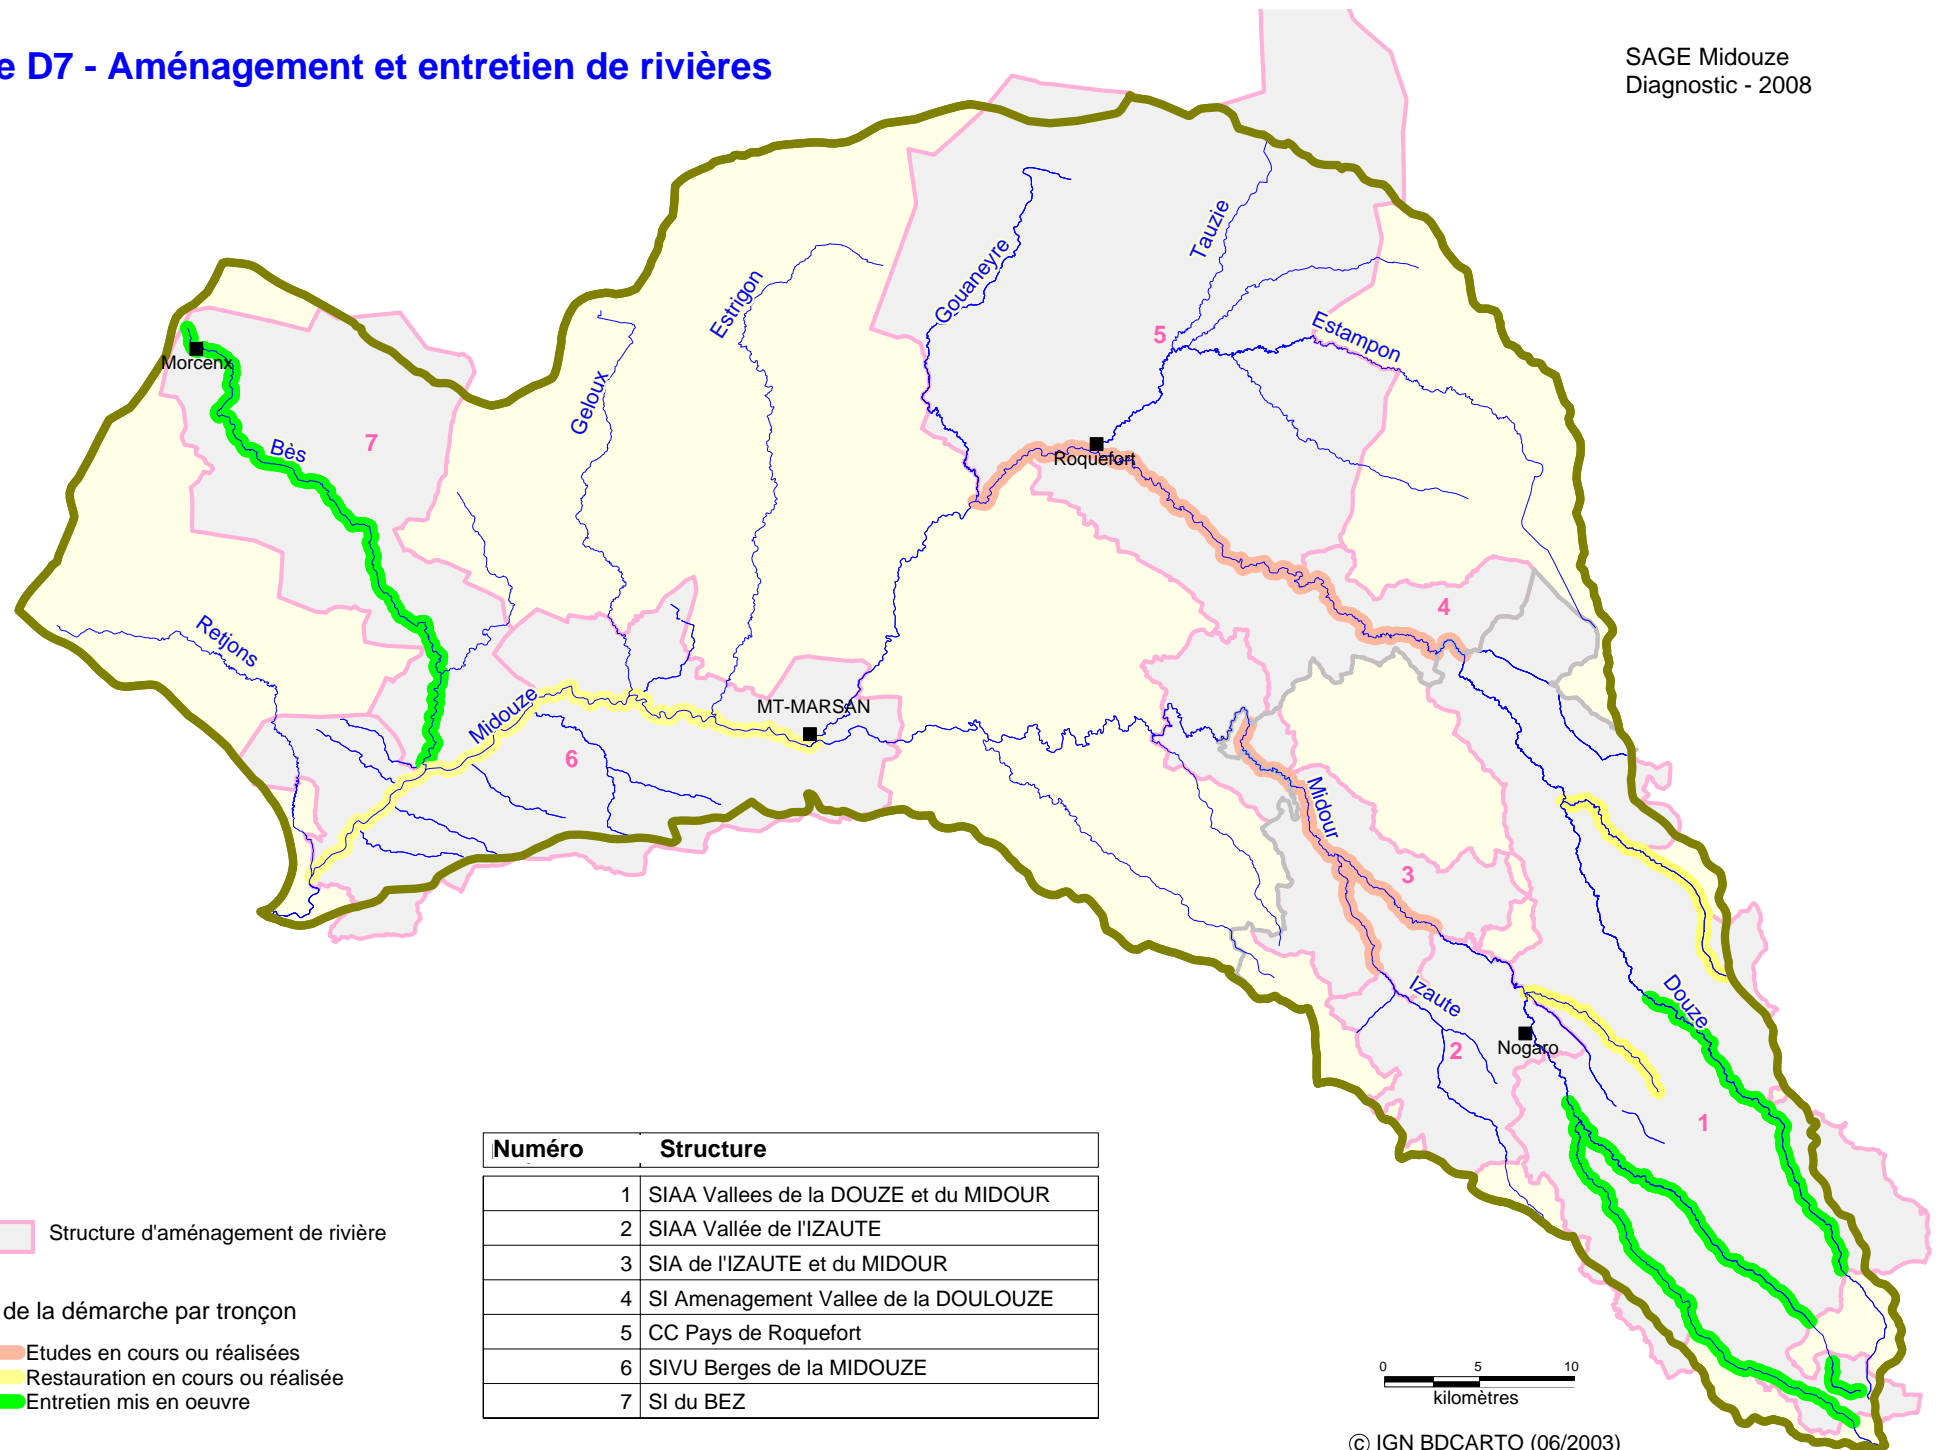 e D7 - Aménagement et entretien de rivières
SAGE Midouze
Diagnostic - 2008
Tauzie
Gouaneyre
Estrigon
5
Estampon
Morcenx
Geloux
7
Bès
Roquefort
4
Retjons
MT-MARSAN
Midouze
6
Midour
3
Douze
Izaute
2
Nogaro
1
Numéro Structure
1 SIAA Vallees de la DOUZE et du MIDOUR
2 SIAA Vallée de l'IZAUTE
3 SIA de l'IZAUTE et du MIDOUR
4 SI Amenagement Vallee de la DOULOUZE
5 CC Pays de Roquefort
6 SIVU Berges de la MIDOUZE
7 SI du BEZ
Structure d'aménagement de rivière
de la démarche par tronçon
Etudes en cours ou réalisées
Restauration en cours ou réalisée
Entretien mis en oeuvre
0 5 10
kilomètres
© IGN BDCARTO (06/2003)